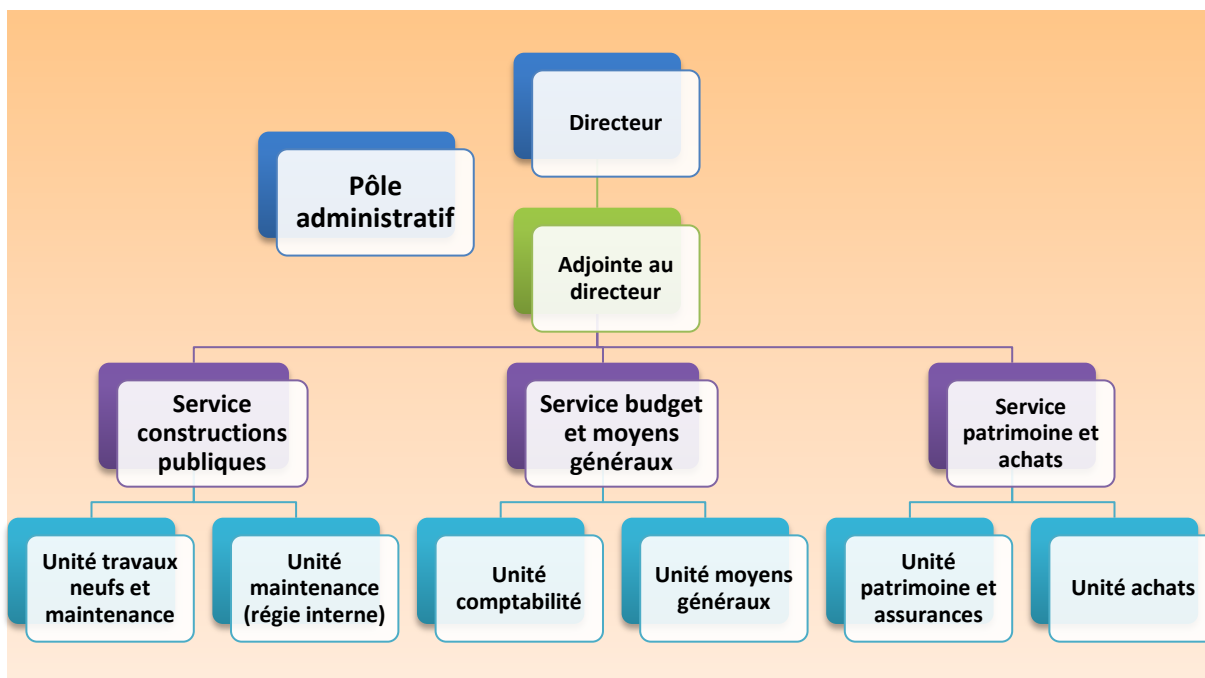 Directeur
Pôle
administratif
Adjointe au
directeur
Service
constructions
publiques
Service budget
et moyens
généraux
Service
patrimoine et
achats
Unité travaux
neufs et
maintenance
Unité
maintenance
(régie interne)
Unité
comptabilité
Unité moyens
généraux
Unité
patrimoine et
assurances
Unité achats